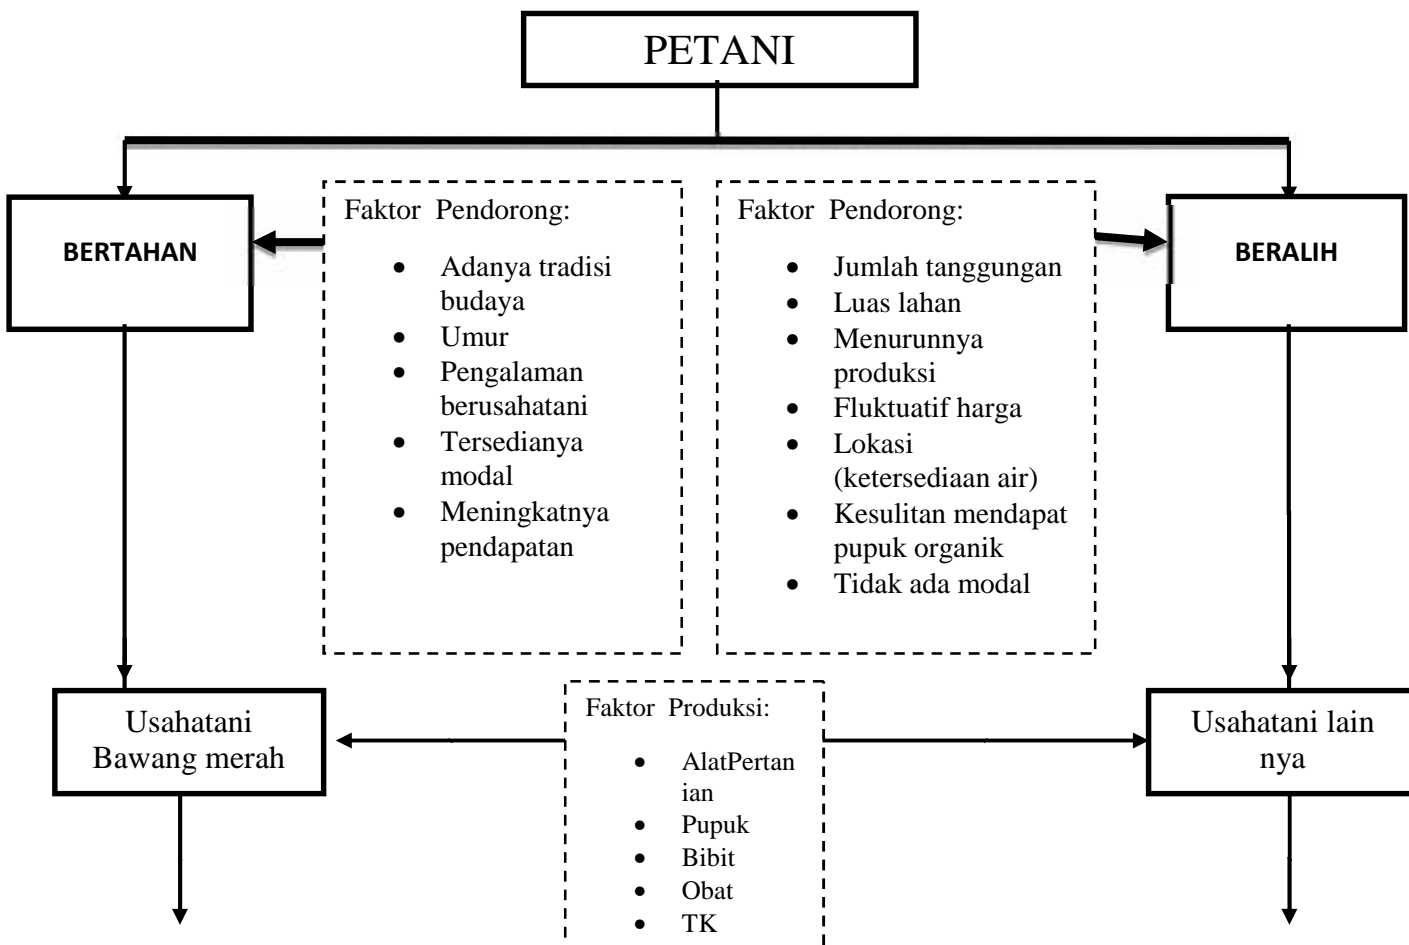 PETANI
BERTAHAN
Faktor Pendorong:
• Adanya tradisi
budaya
• Umur
• Pengalaman
berusahatani
• Tersedianya
modal
• Meningkatnya
pendapatan
Faktor Pendorong:
• Jumlah tanggungan
• Luas lahan
• Menurunnya
produksi
• Fluktuatif harga
• Lokasi
(ketersediaan air)
• Kesulitan mendapat
pupuk organik
• Tidak ada modal
BERALIH
Usahatani
Bawang merah
Faktor Produksi:
• AlatPertan
ian
• Pupuk
• Bibit
• Obat
• TK
Usahatani lain
nya